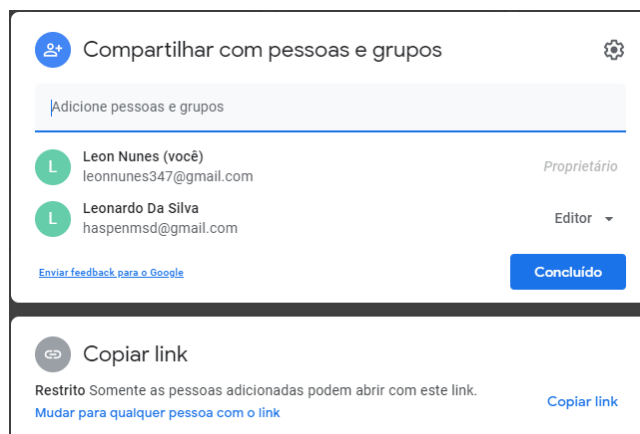 Compartilhar com pessoas e grupos
Adicione pessoas e grupos
L
Leon Nunes (você)
leonnunes347@gmail.com
Proprietário
L
Leonardo Da Silva
haspenmsd@gmail.com
Editor
Enviar feedback para o Google
Concluído
Copiar link
Restrito Somente as pessoas adicionadas podem abrir com este link.
Mudar para qualquer pessoa com o link
Copiar link